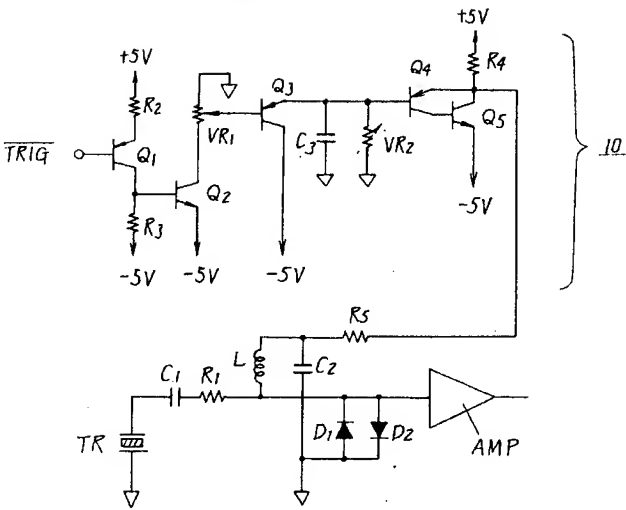 +5V
+5V
R4
R2
Q4
Q3
VR1
Q5
10
TRIG
Q1
C3
VR2
Q2
R3
-5V
-5V
-5V
-5V
R5
L
C2
C1
R1
D1
D2
TR
AMP